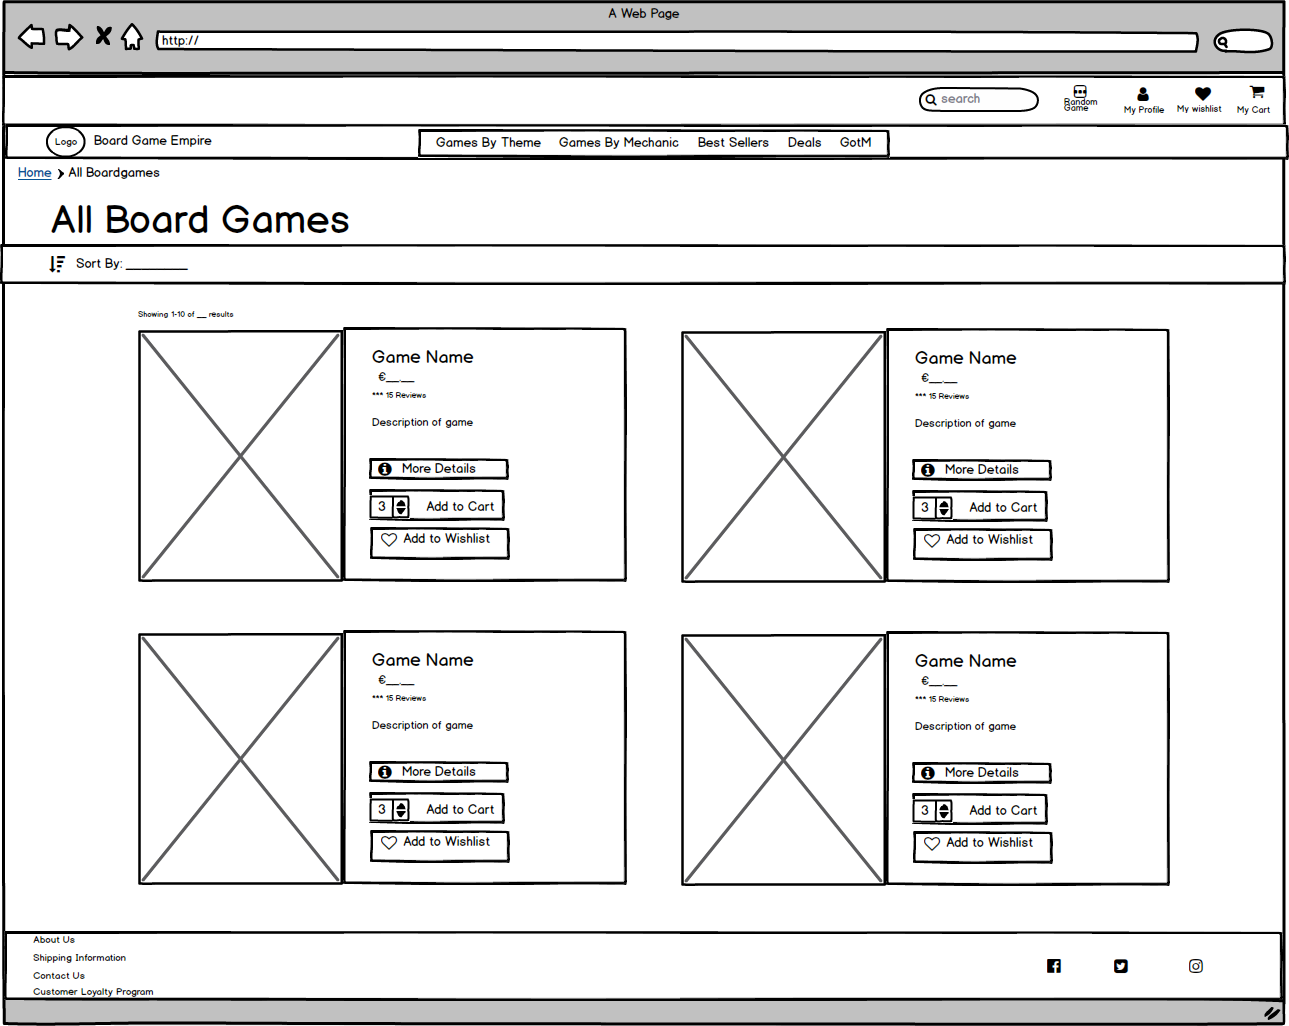 A Web Page
http://
search
Random Game
My Profile
My wishlist
My Cart
Logo
Board Game Empire
Games By Theme
Games By Mechanic
Best Sellers
Deals
GotM
Home
All Boardgames
All Board Games
Sort By: _________
Showing 1-10 of __ results
Game Name
€__.__
*** 15 Reviews
Description of game
More Details
3
Add to Cart
Add to Wishlist
Game Name
€__.__
*** 15 Reviews
Description of game
More Details
3
Add to Cart
Add to Wishlist
Game Name
€__.__
*** 15 Reviews
Description of game
More Details
3
Add to Cart
Add to Wishlist
Game Name
€__.__
*** 15 Reviews
Description of game
More Details
3
Add to Cart
Add to Wishlist
About Us
Shipping Information
Contact Us
Customer Loyalty Program